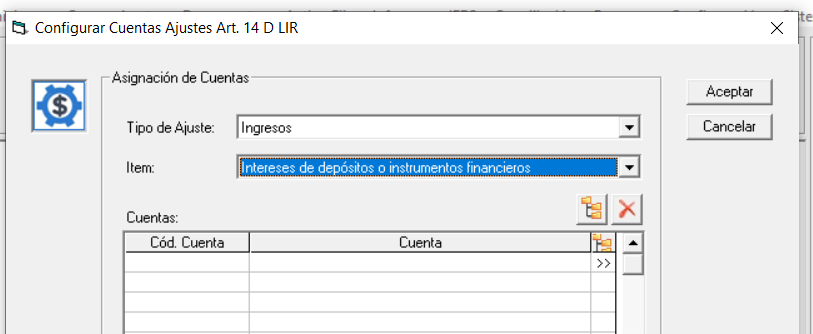 Configurar Cuentas Ajustes Art. 14 D LIR
Asignación de Cuentas
Aceptar
Tipo de Ajuste: Ingresos
Cancelar
Item: Intereses de depósitos o instrumentos financieros
Cuentas:
Cód. Cuenta Cuenta
>>